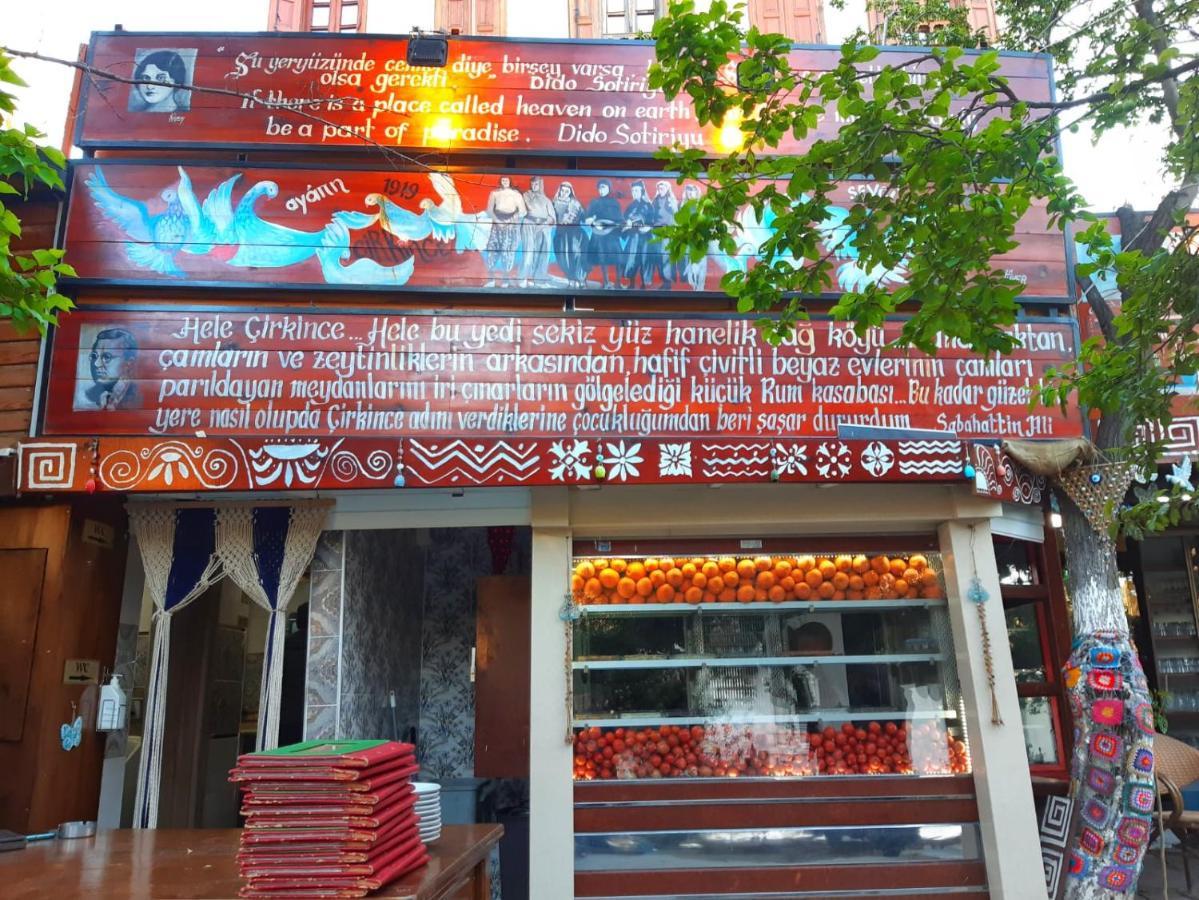 "Şu yeryüzünde cennet diye birşey varsa
olsa gerekti" Dido Sotiriyu
If there is a place called heaven on earth
be a part of paradise. Dido Sotiriyu
ayárın 1919
Hele Çirkince...Hele bu yedi sekiz yüz hanelik dağ köyü
çamların ve zeytinliklerin arkasından,hafif çivitli beyaz evlerinin camları
parıldayan meydanlarını iri çınarların gölgelediği küçük Rum kasabası...Bu kadar güzel
yere nasıl olupda Çirkince adını verdiklerine çocukluğumdan beri şaşar dururdum
Sabahattin Ali
WC
WC